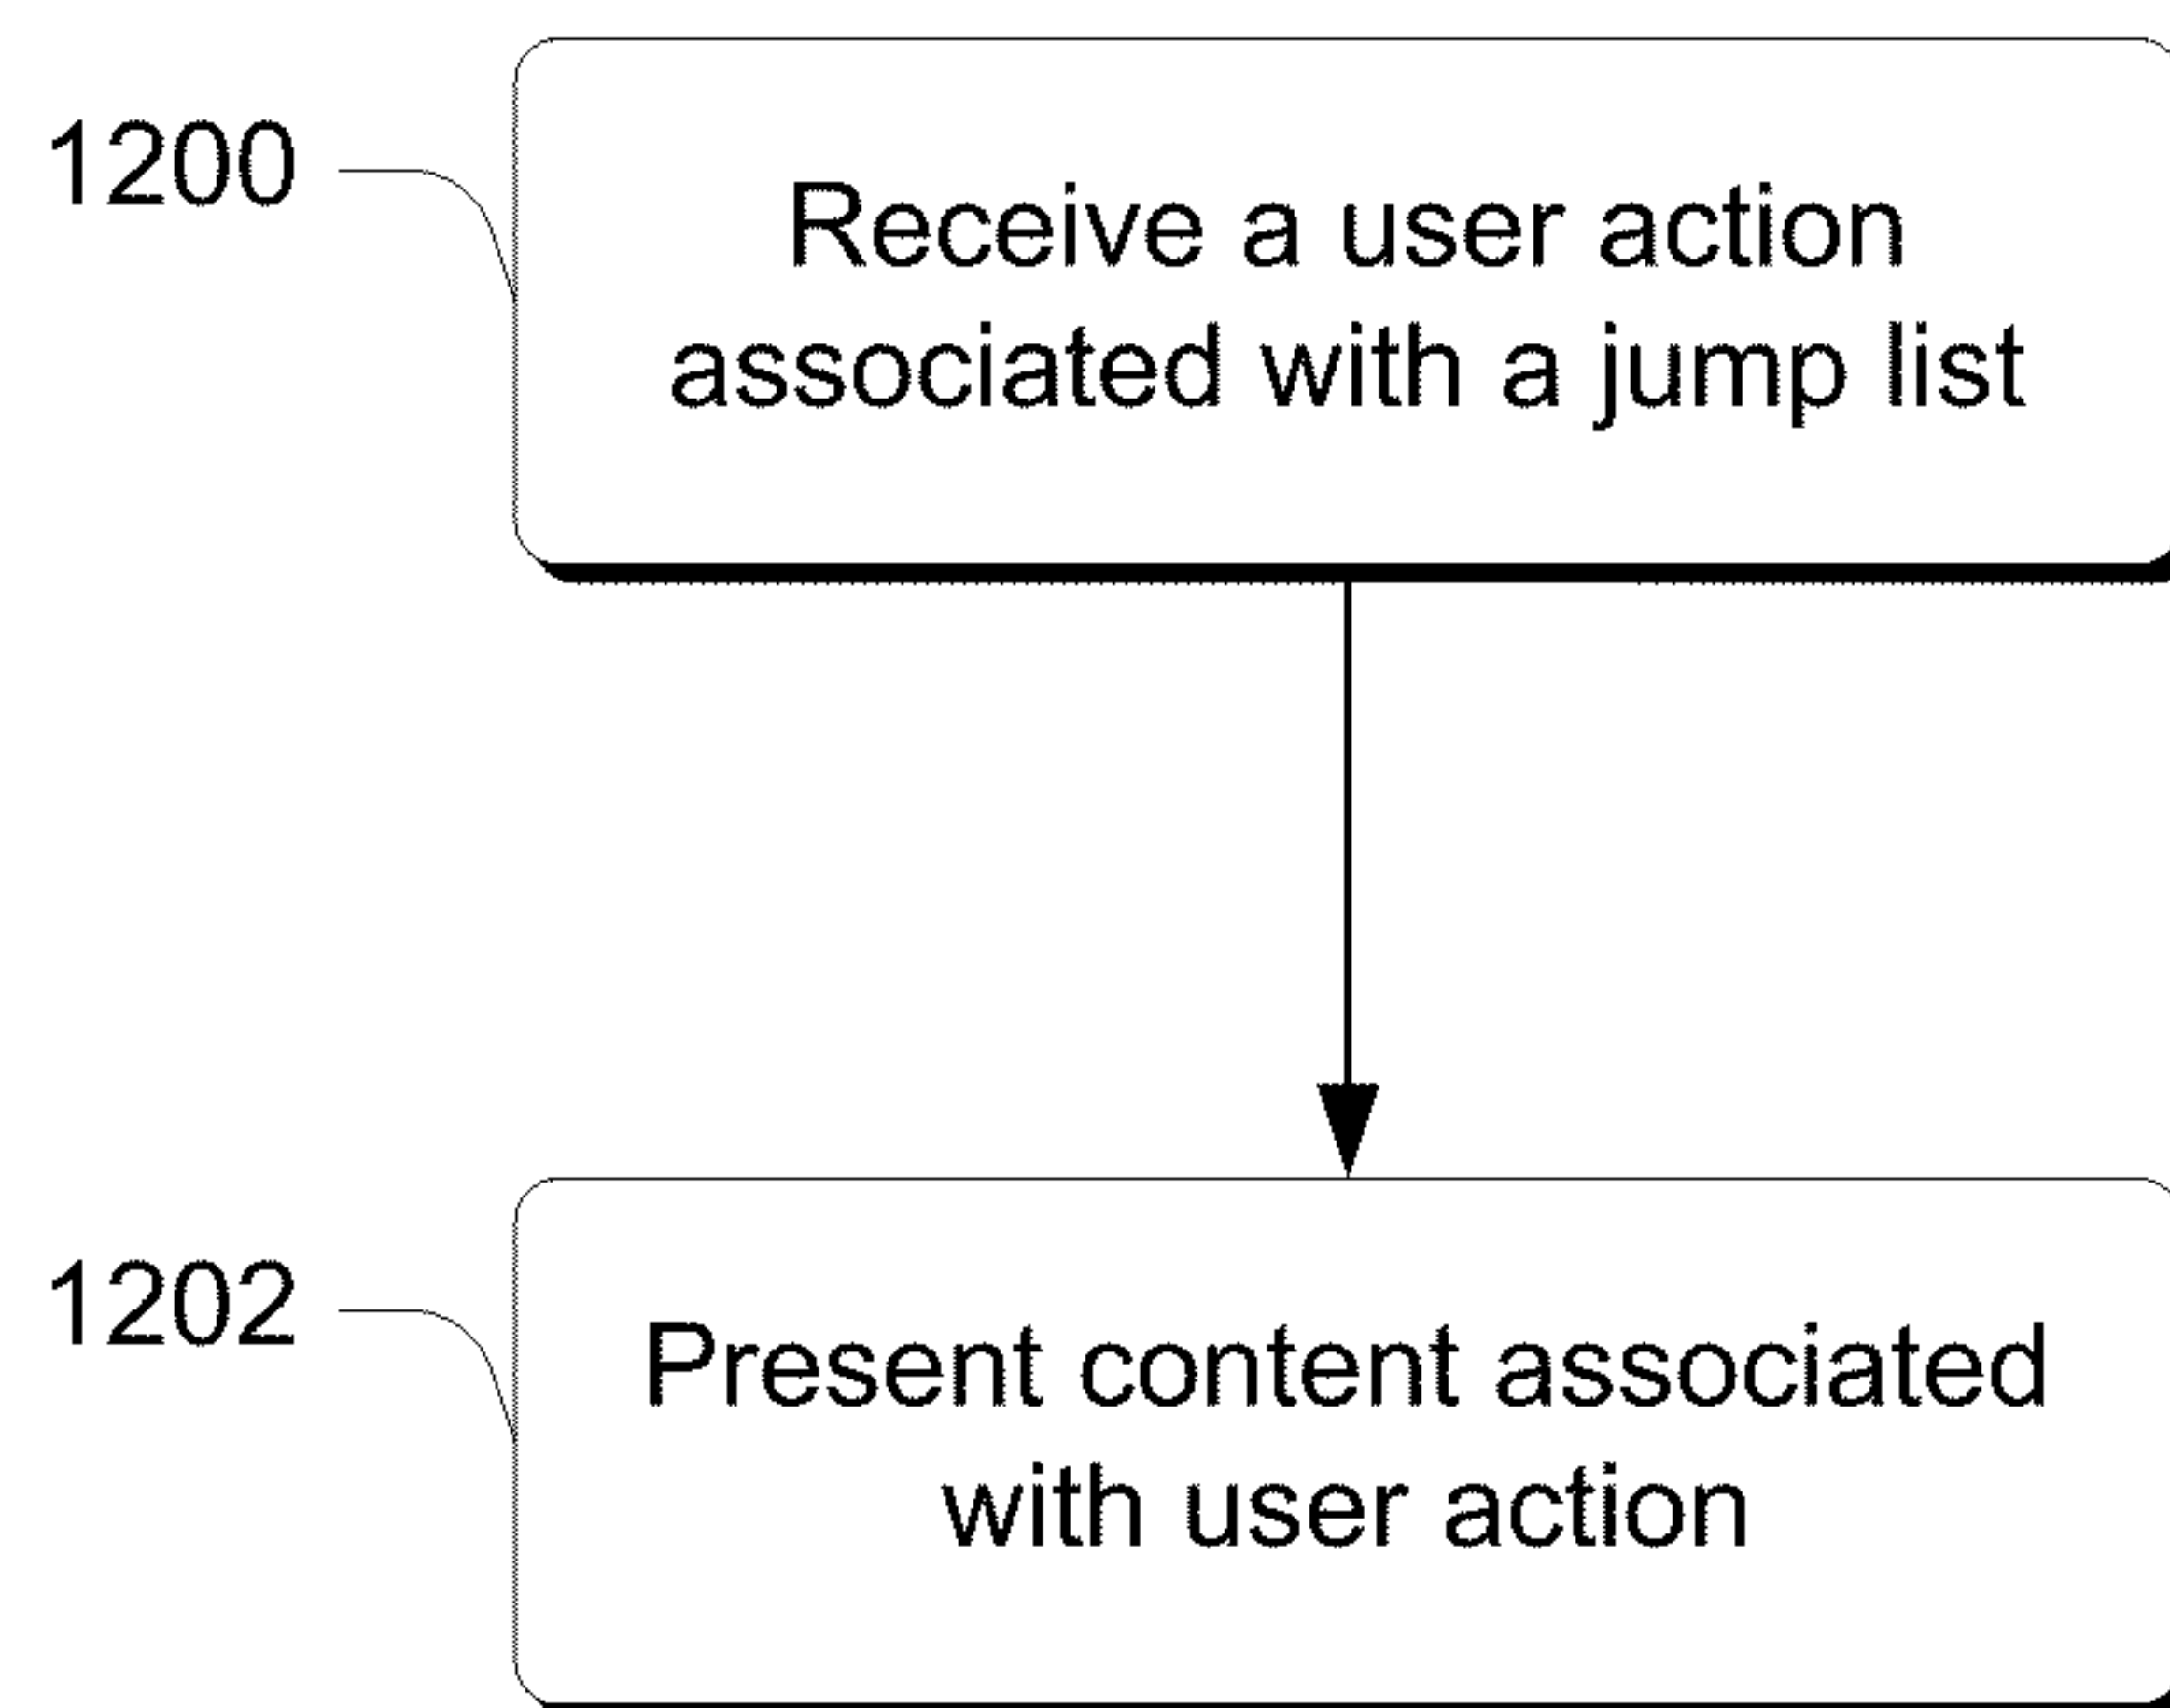 1200
Receive a user action
associated with a jump list
1202
Present content associated
with user action